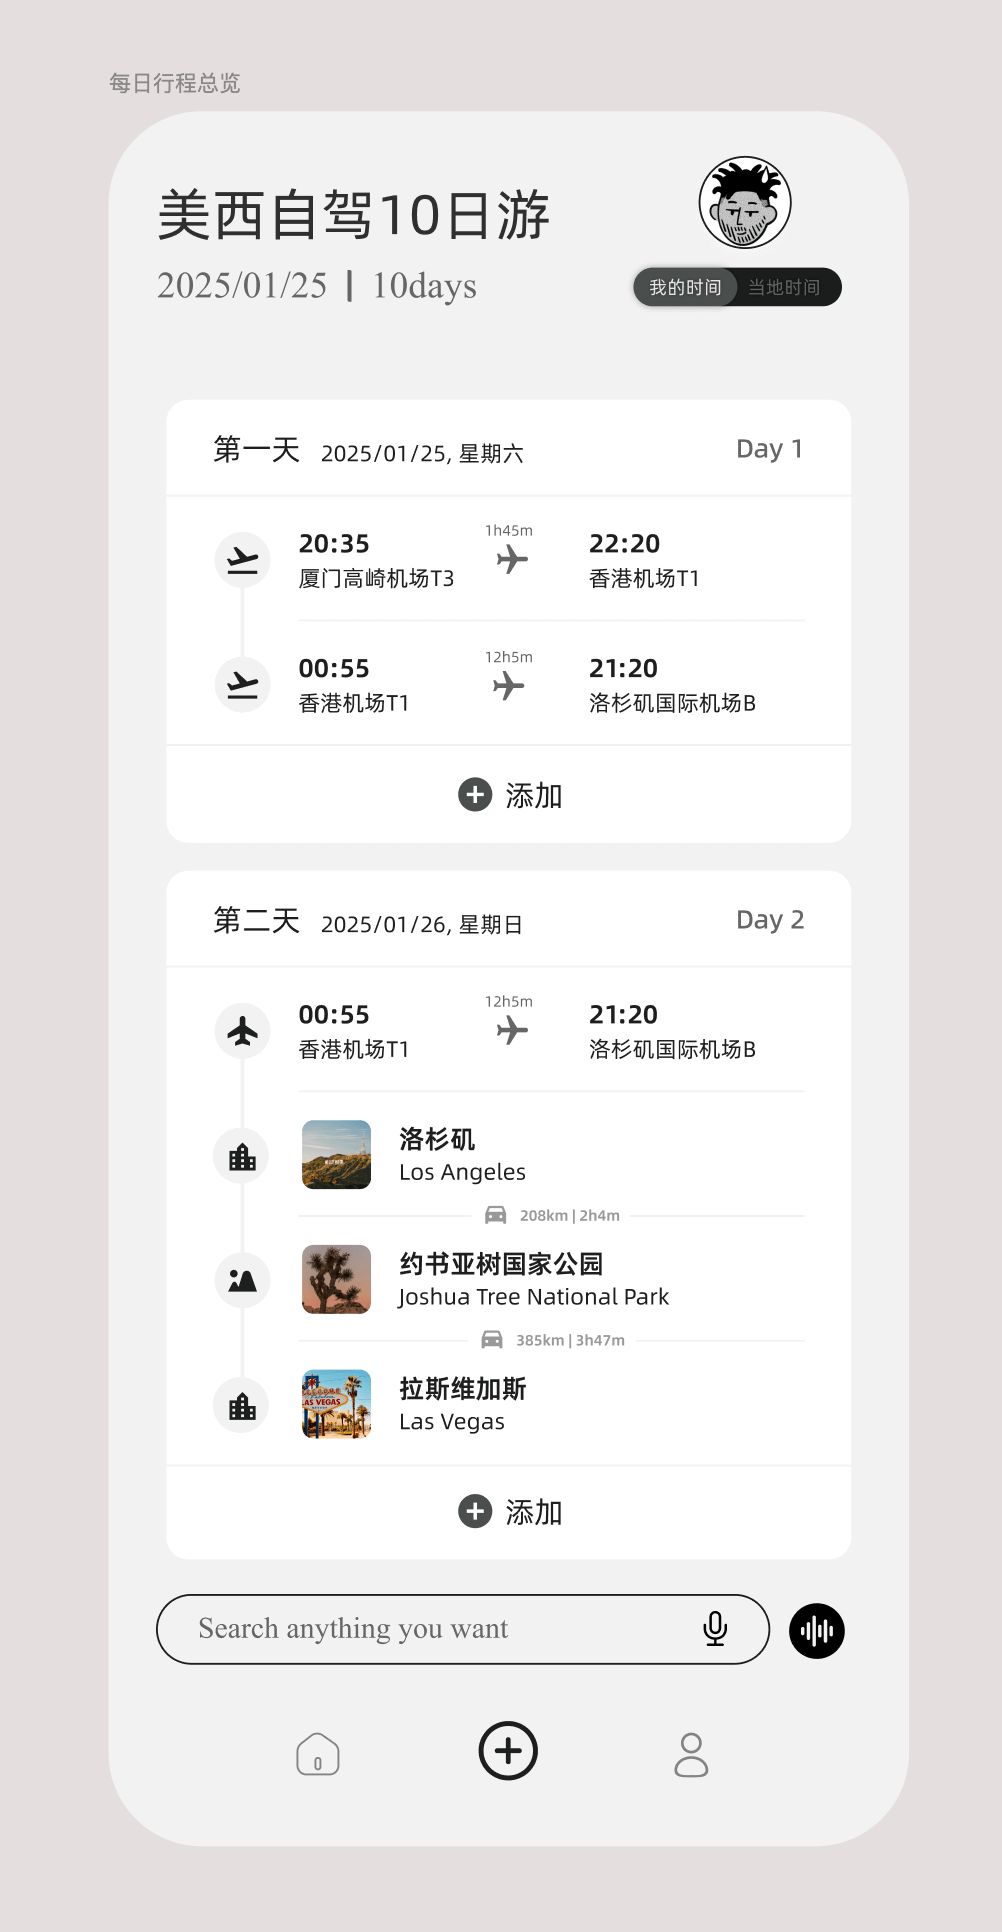 每日行程总览
美西自驾10日游
2025/01/25 | 10days
我的时间 当地时间
第一天 2025/01/25, 星期六 Day 1
1h45m
20:35 22:20
厦门高崎机场T3 香港机场T1
12h5m
00:55 21:20
香港机场T1 洛杉矶国际机场B
添加
第二天 2025/01/26, 星期日 Day 2
12h5m
00:55 21:20
香港机场T1 洛杉矶国际机场B
洛杉矶
Los Angeles
208km | 2h4m
约书亚树国家公园
Joshua Tree National Park
385km | 3h47m
拉斯维加斯
Las Vegas
LAS VEGAS
添加
Search anything you want